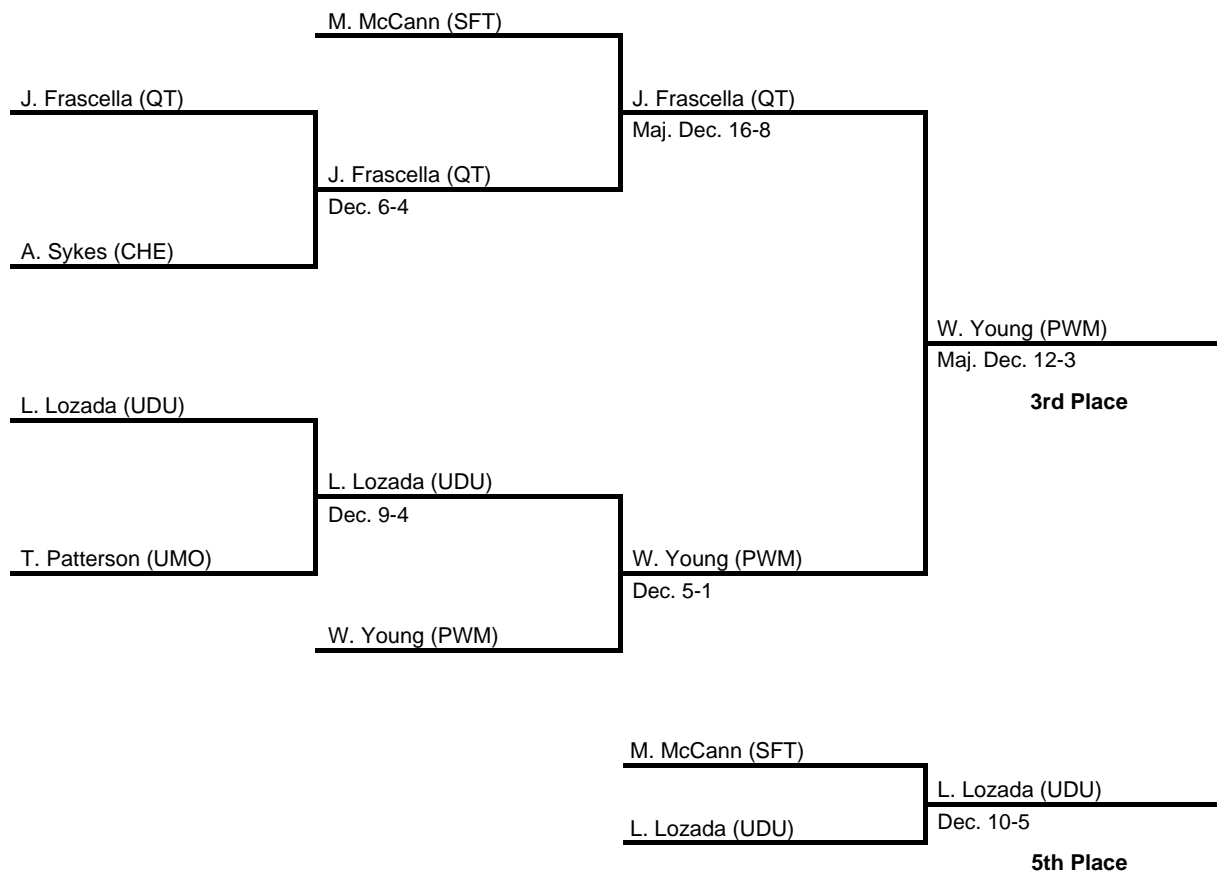 M. McCann (SFT)
J. Frascella (QT)
J. Frascella (QT)
Maj. Dec. 16-8
J. Frascella (QT)
Dec. 6-4
A. Sykes (CHE)
W. Young (PWM)
Maj. Dec. 12-3
3rd Place
L. Lozada (UDU)
L. Lozada (UDU)
Dec. 9-4
T. Patterson (UMO)
W. Young (PWM)
Dec. 5-1
W. Young (PWM)
M. McCann (SFT)
L. Lozada (UDU)
Dec. 10-5
L. Lozada (UDU)
5th Place